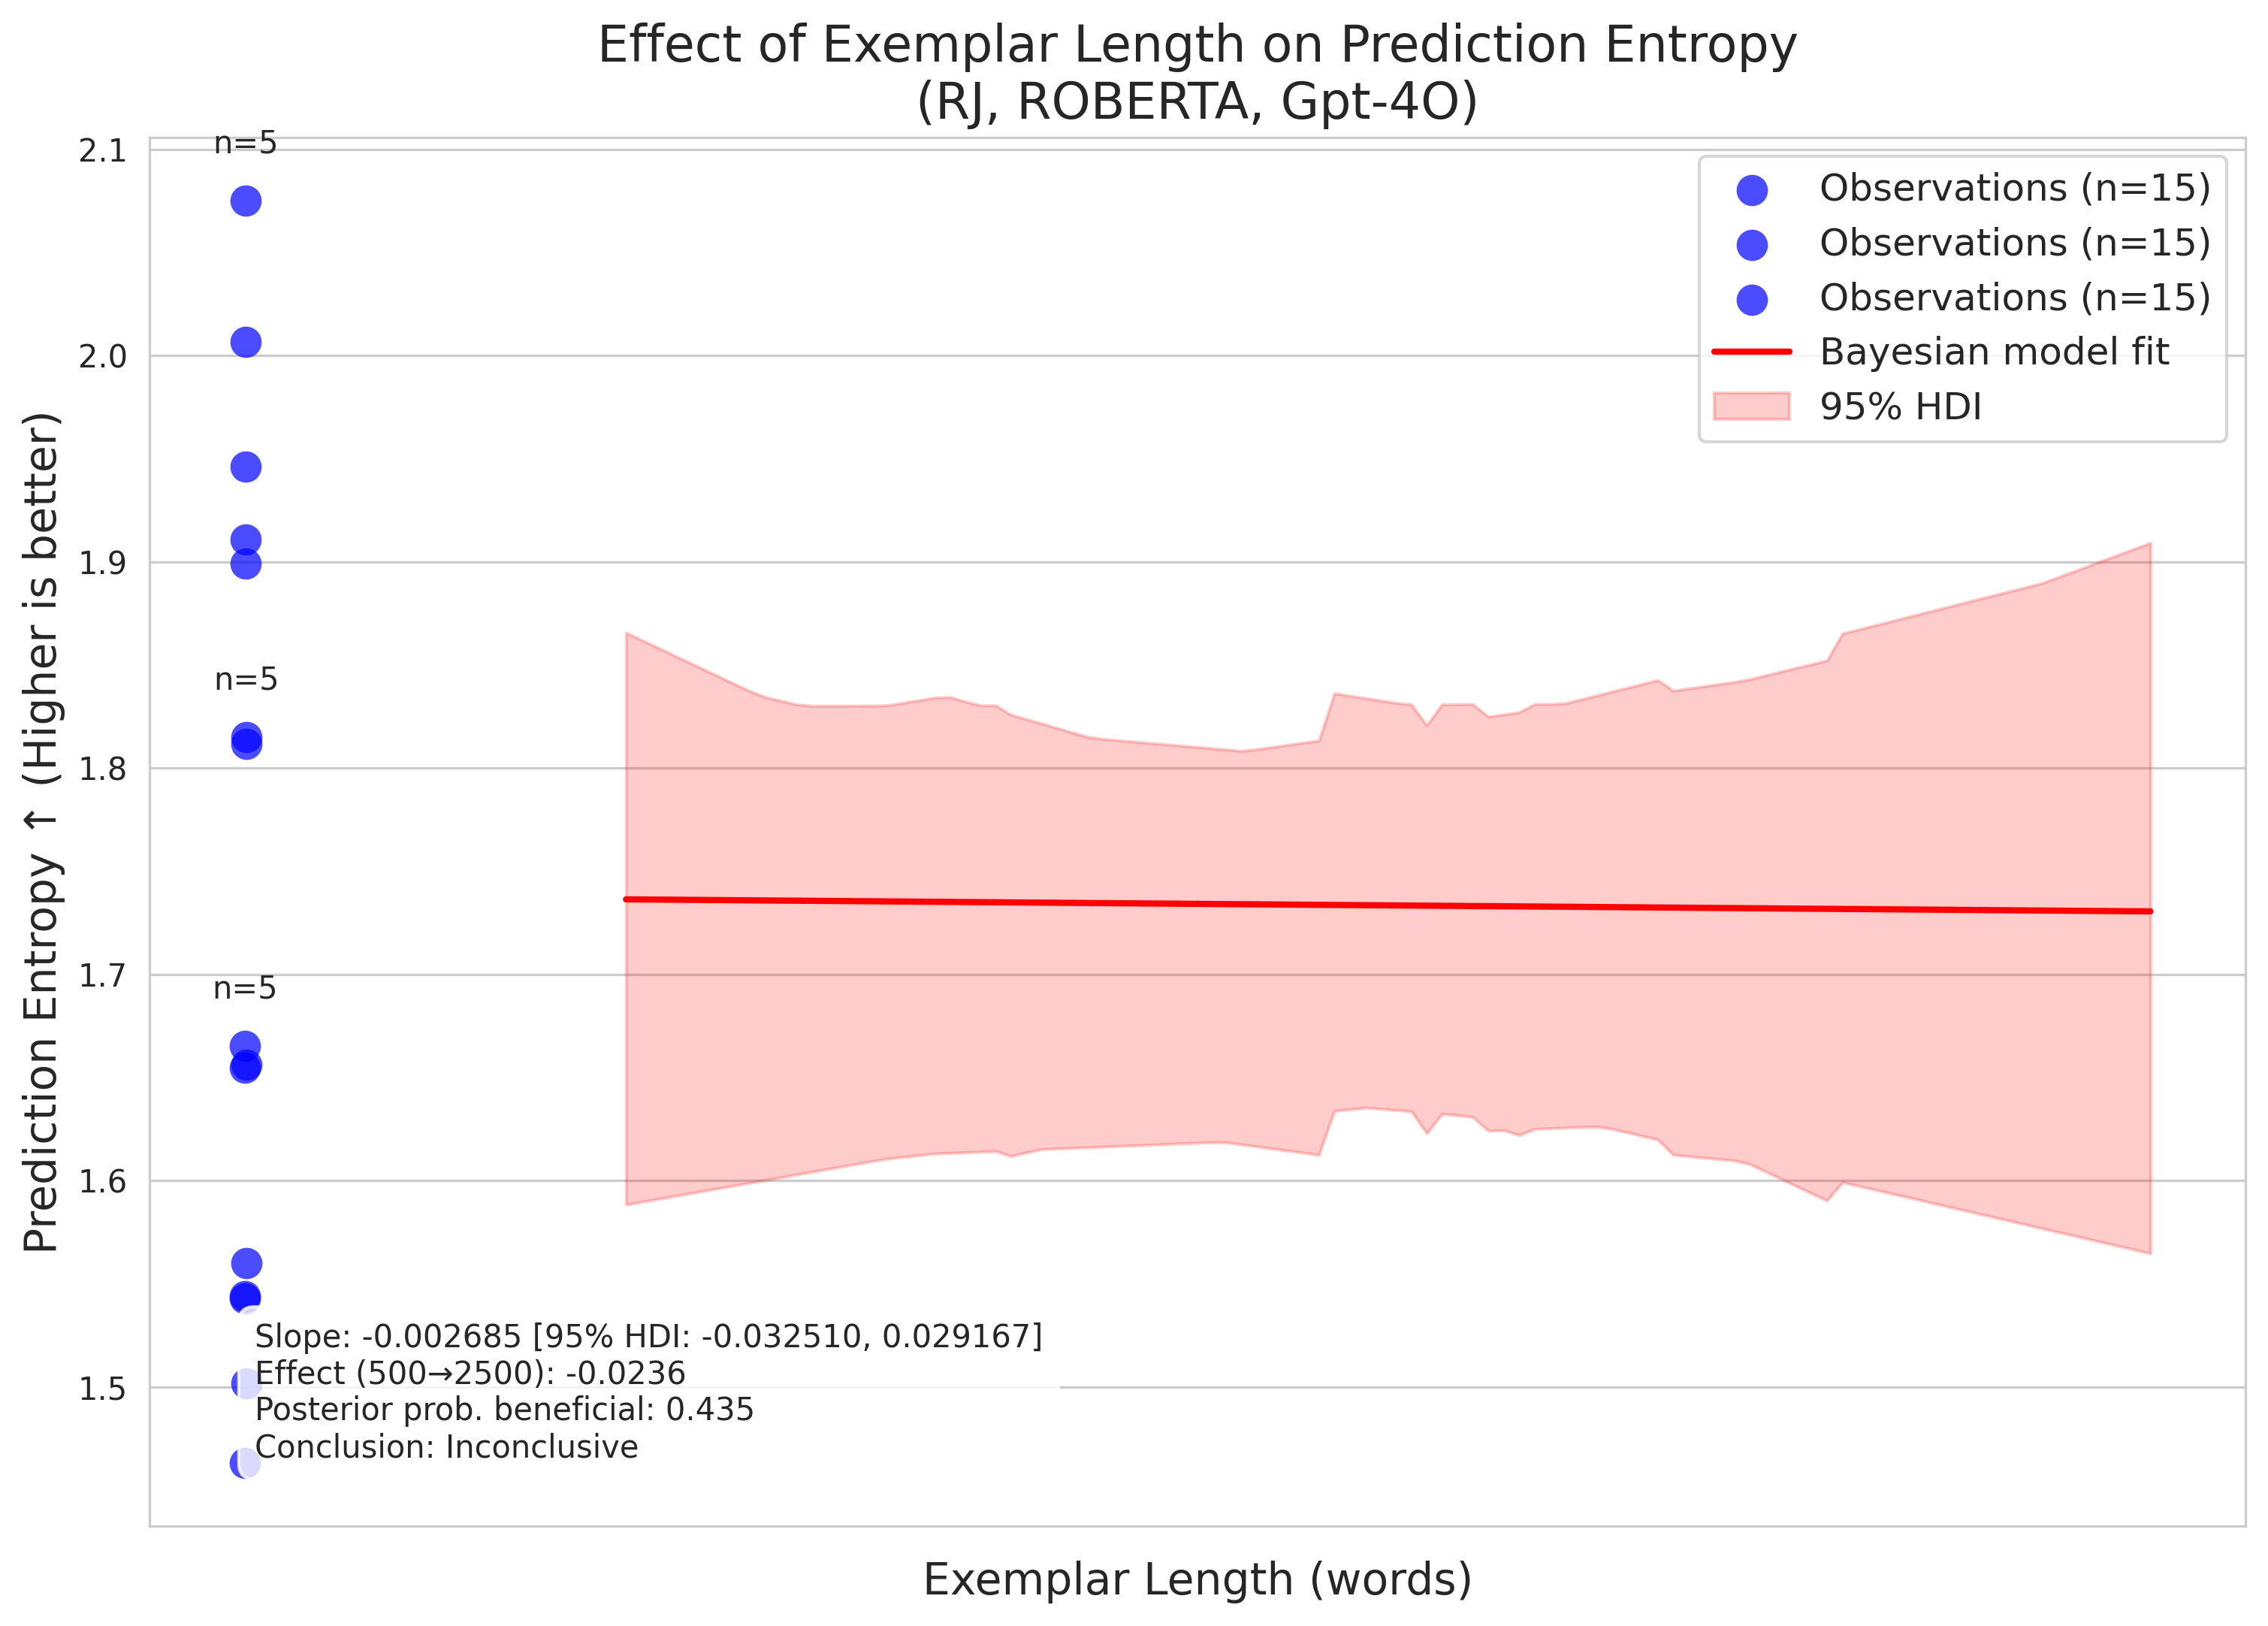 Effect of Exemplar Length on Prediction Entropy
(RJ, ROBERTA, Gpt-4O)
Prediction Entropy ↑ (Higher is better)
2.1
2.0
1.9
1.8
1.7
1.6
1.5
n=5
n=5
n=5
Observations (n=15)
Observations (n=15)
Observations (n=15)
Bayesian model fit
95% HDI
Slope: -0.002685 [95% HDI: -0.032510, 0.029167]
Effect (500→2500): -0.0236
Posterior prob. beneficial: 0.435
Conclusion: Inconclusive
Exemplar Length (words)